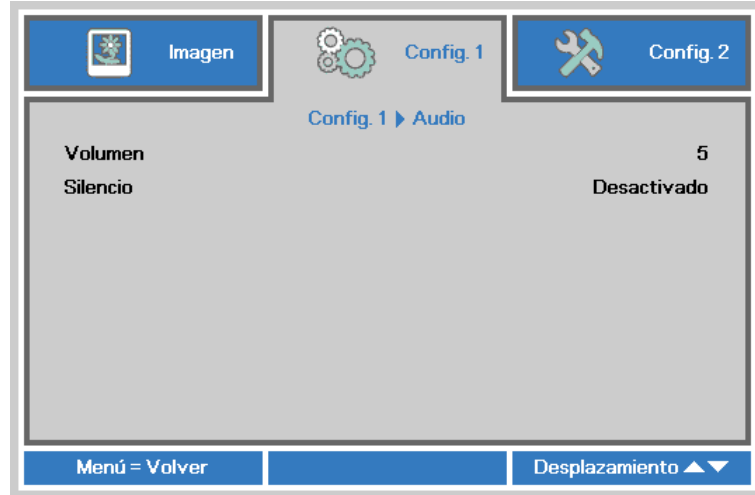 Imagen
Config. 1
Config. 2
Config. 1 ▶ Audio
Volumen 5
Silencio Desactivado
Menú = Volver
Desplazamiento ▲▼